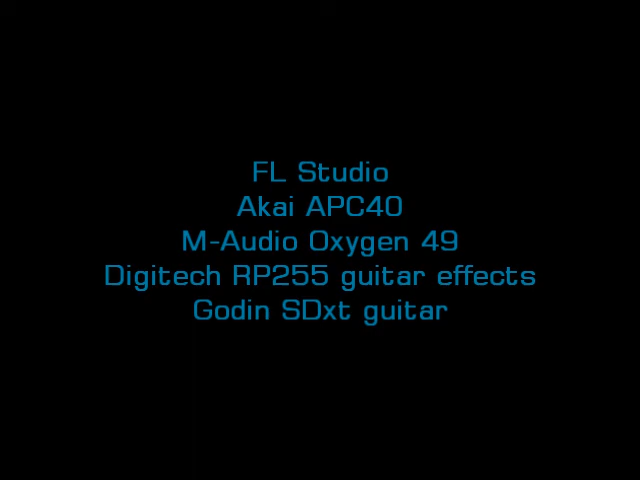 FL Studio
Akai APC40
M-Audio Oxygen 49
Digitech RP255 guitar effects
Godin SDxt guitar